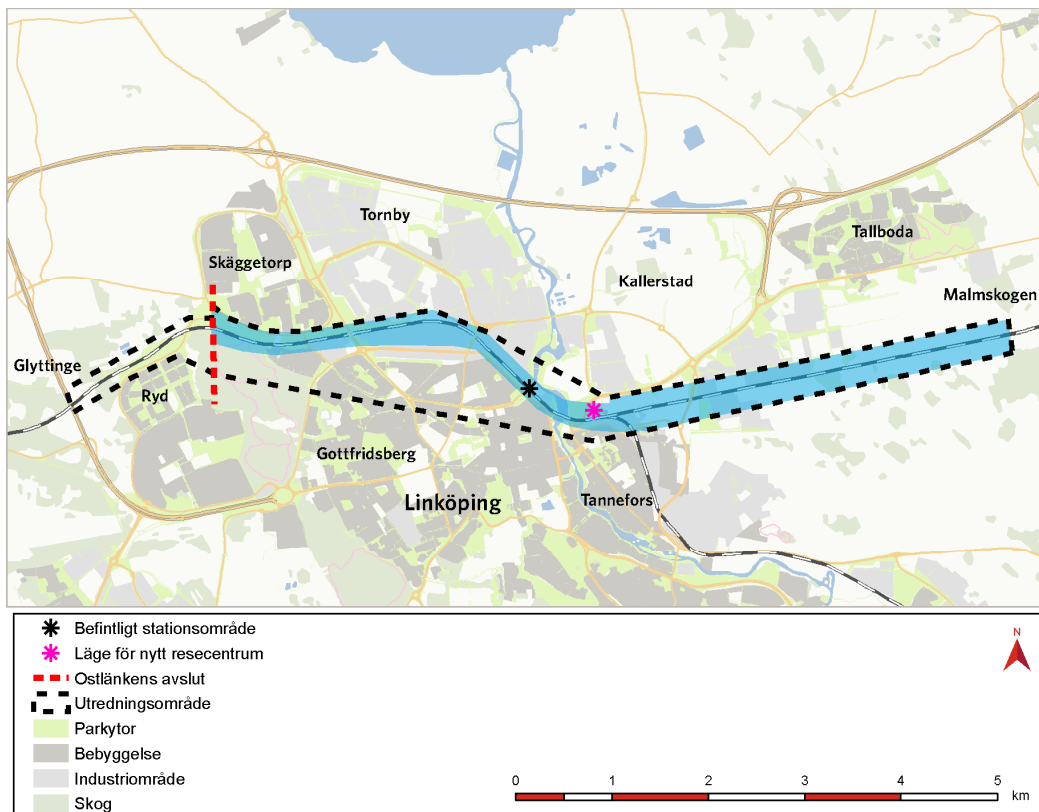 Tornby
Tallboda
Skäggetorp
Kallerstad
Malmskogen
Glyttinge
Ryd
Gottfridsberg
Linköping
Tannefors
Befintligt stationsområde
Läge för nytt resecentrum
Ostlänkens avslut
Utredningsområde
Parkytor
Bebyggelse
Industriområde
Skog
N
0 1 2 3 4 5
km